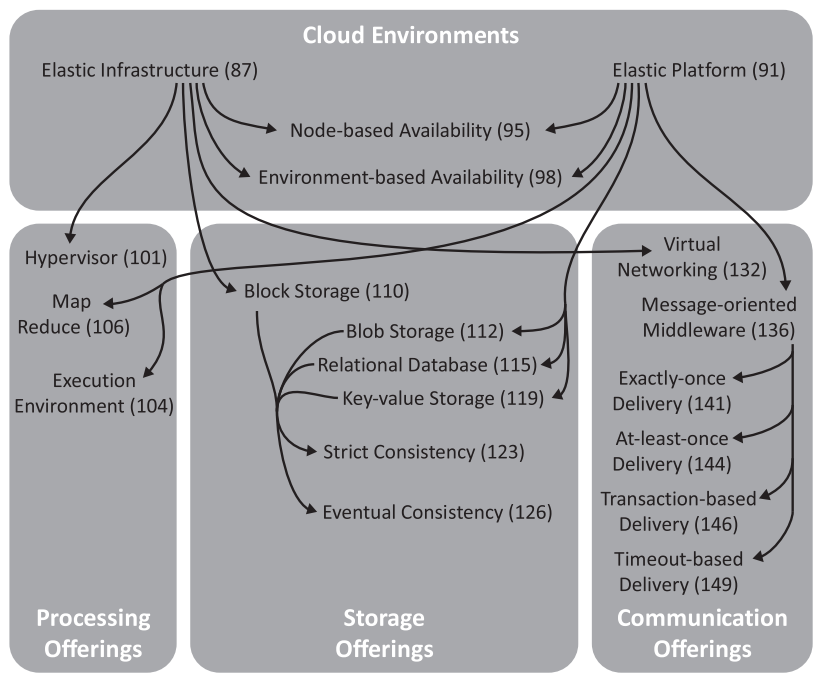 Cloud Environments
Elastic Infrastructure (87)
Elastic Platform (91)
Node-based Availability (95)
Environment-based Availability (98)
Hypervisor (101)
Map
Reduce (106)
Execution
Environment (104)
Processing
Offerings
Block Storage (110)
Blob Storage (112)
Relational Database (115)
Key-value Storage (119)
Strict Consistency (123)
Eventual Consistency (126)
Storage
Offerings
Virtual
Networking (132)
Message-oriented
Middleware (136)
Exactly-once
Delivery (141)
At-least-once
Delivery (144)
Transaction-based
Delivery (146)
Timeout-based
Delivery (149)
Communication
Offerings